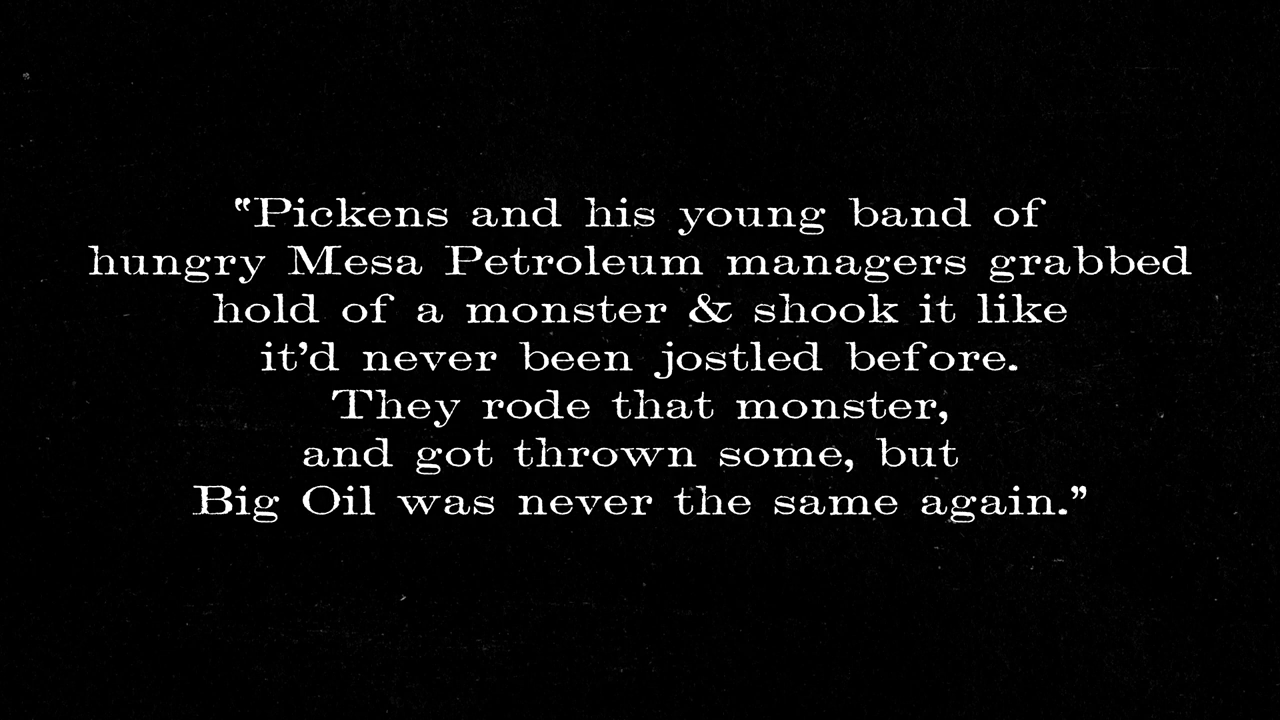 “Pickens and his young band of
hungry Mesa Petroleum managers grabbed
hold of a monster & shook it like
it’d never been jostled before.
They rode that monster,
and got thrown some, but
Big Oil was never the same again.”